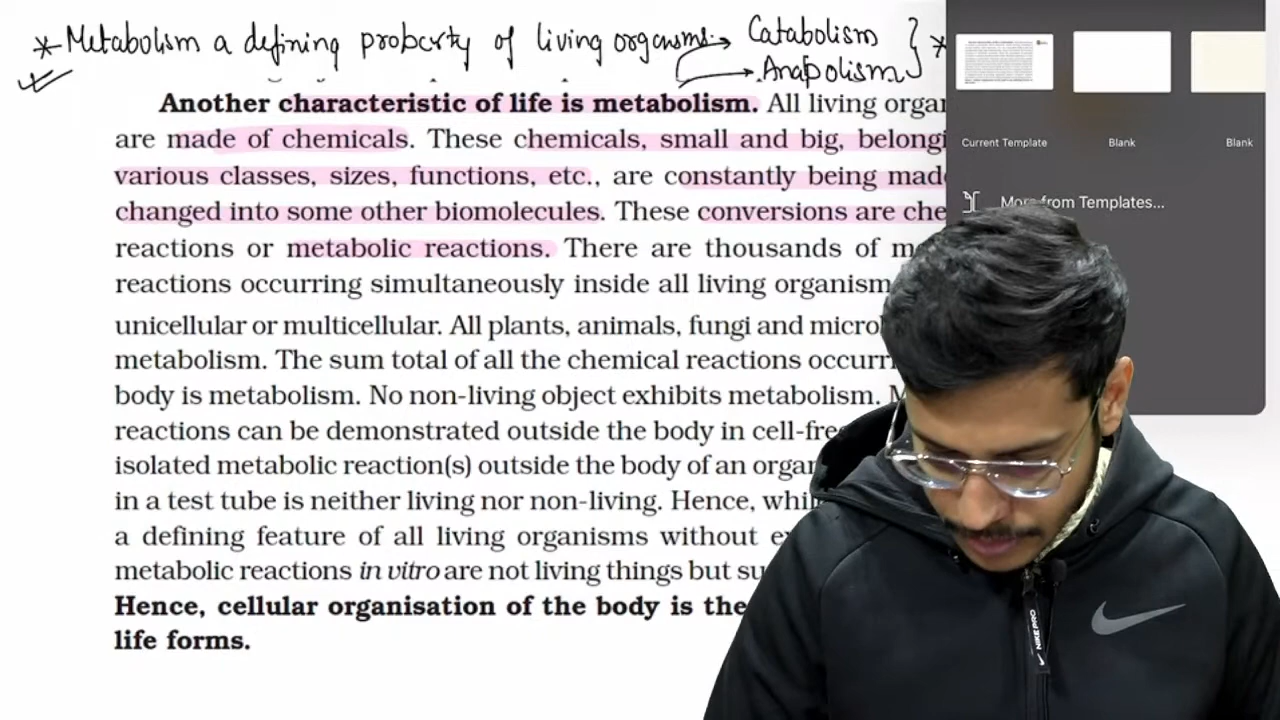 *Metabolism a defining property of living organisms → Catabolism } *
→ Anabolism
Another characteristic of life is metabolism. All living organ
are made of chemicals. These chemicals, small and big, belongi
various classes, sizes, functions, etc., are constantly being made
changed into some other biomolecules. These conversions are che
reactions or metabolic reactions. There are thousands of me
reactions occurring simultaneously inside all living organism
unicellular or multicellular. All plants, animals, fungi and microb
metabolism. The sum total of all the chemical reactions occurri
body is metabolism. No non-living object exhibits metabolism. M
reactions can be demonstrated outside the body in cell-free
isolated metabolic reaction(s) outside the body of an organ
in a test tube is neither living nor non-living. Hence, whil
a defining feature of all living organisms without ex
metabolic reactions in vitro are not living things but su
Hence, cellular organisation of the body is the
life forms.
Current Template
Blank
Blank
More from Templates...
NIKE PRO